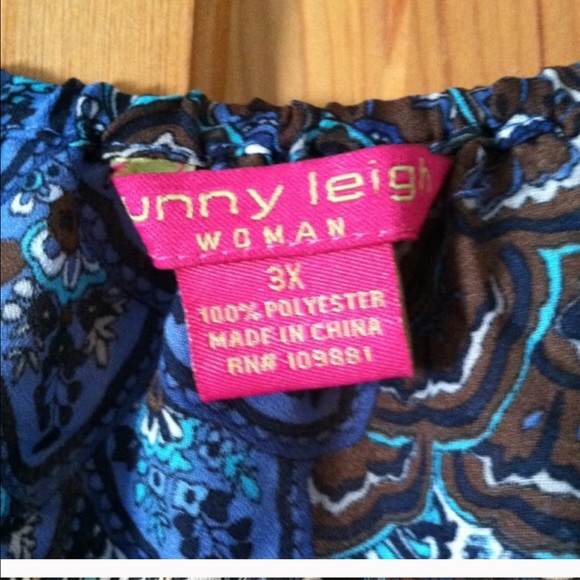 unny leigh
WOMAN
3X
100% POLYESTER
MADE IN CHINA
RN# 109881